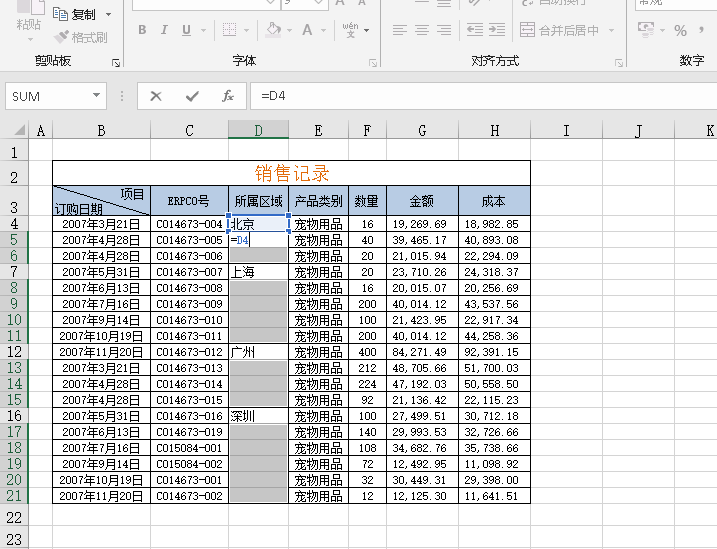 粘贴 复制 格式刷 B I U A wén 合并后居中 % ,
剪贴板 字体 对齐方式 数字
SUM fx =D4
A B C D E F G H I J K
1
2 销售记录
3 项目 订购日期 ERPCO号 所属区域 产品类别 数量 金额 成本
4 2007年3月21日 C014673-004 北京 宠物用品 16 19,269.69 18,982.85
5 2007年4月28日 C014673-005 =D4 宠物用品 40 39,465.17 40,893.08
6 2007年4月28日 C014673-006 宠物用品 20 21,015.94 22,294.09
7 2007年5月31日 C014673-007 上海 宠物用品 20 23,710.26 24,318.37
8 2007年6月13日 C014673-008 宠物用品 16 20,015.07 20,256.69
9 2007年7月16日 C014673-009 宠物用品 200 40,014.12 43,537.56
10 2007年9月14日 C014673-010 宠物用品 100 21,423.95 22,917.34
11 2007年10月19日 C014673-011 宠物用品 200 40,014.12 44,258.36
12 2007年11月20日 C014673-012 广州 宠物用品 400 84,271.49 92,391.15
13 2007年3月21日 C014673-013 宠物用品 212 48,705.66 51,700.03
14 2007年4月28日 C014673-014 宠物用品 224 47,192.03 50,558.50
15 2007年4月28日 C014673-015 宠物用品 92 21,136.42 22,115.23
16 2007年5月31日 C014673-016 深圳 宠物用品 100 27,499.51 30,712.18
17 2007年6月13日 C014673-019 宠物用品 140 29,993.53 32,726.66
18 2007年7月16日 C015084-001 宠物用品 108 34,682.76 35,738.66
19 2007年9月14日 C015084-002 宠物用品 72 12,492.95 11,098.92
20 2007年10月19日 C014673-001 宠物用品 32 30,449.31 29,398.00
21 2007年11月20日 C014673-002 宠物用品 12 12,125.30 11,641.51
22
23